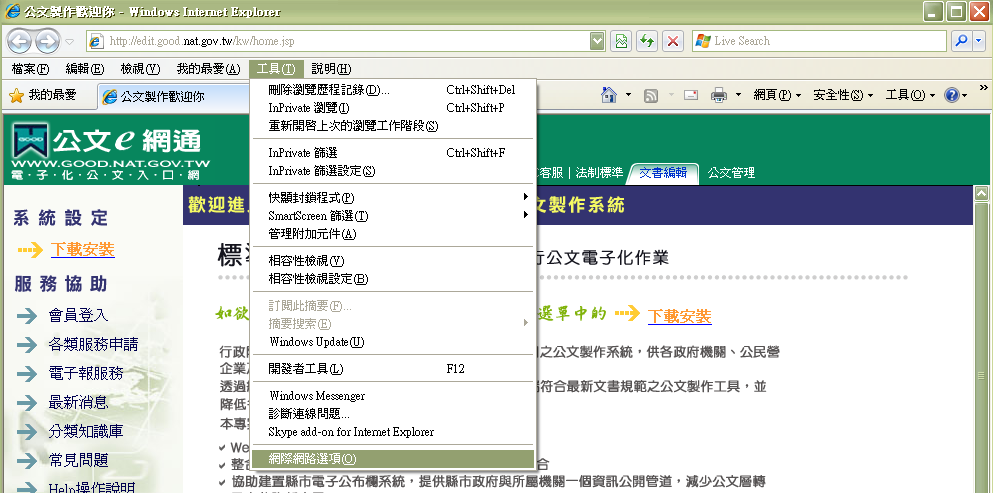 公文製作歡迎你 - Windows Internet Explorer
http://edit.good.nat.gov.tw/kw/home.jsp
Live Search
檔案(F) 編輯(E) 檢視(V) 我的最愛(A) 工具(T) 說明(H)
我的最愛 公文製作歡迎你 網頁(P) 安全性(S) 工具(O)
刪除瀏覽歷程記錄(D)... Ctrl+Shift+Del
InPrivate 瀏覽(I) Ctrl+Shift+P
重新開啟上次的瀏覽工作階段(S)
InPrivate 篩選 Ctrl+Shift+F
InPrivate 篩選設定(S)
快顯封鎖程式(P)
SmartScreen 篩選(T)
管理附加元件(A)
相容性檢視(V)
相容性檢視設定(B)
訂閱此摘要(F)...
摘要搜索(E)
Windows Update(U)
開發者工具(L) F12
Windows Messenger
診斷連線問題...
Skype add-on for Internet Explorer
網際網路選項(O)
公文e網通
WWW.GOOD.NAT.GOV.TW
電‧子‧化‧公‧文‧入‧口‧網
客服 | 法制標準 文書編輯 公文管理
系統設定
下載安裝
服務協助
會員登入
各類服務申請
電子報服務
最新消息
分類知識庫
常見問題
Help操作說明
歡迎進 文製作系統
標 行公文電子化作業
如欲 選單中的 下載安裝
行政 之公文製作系統，供各政府機關、公民營
企業
透過 符合最新文書規範之公文製作工具，並
降低
本專
We
整合 合
協助建置縣市電子公布欄系統，提供縣市政府與所屬機關一個資訊公開管道，減少公文層轉